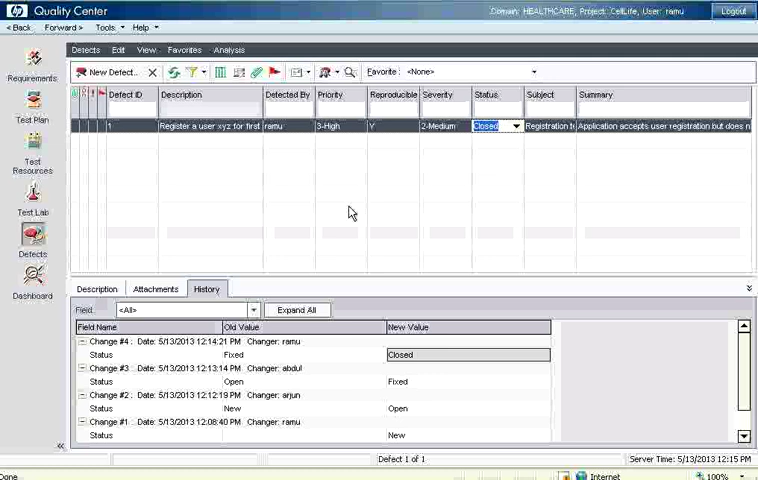 hp Quality Center Domain: HEALTHCARE, Project: CellLife, User: ramu Logout
< Back Forward > Tools Help
Defects Edit View Favorites Analysis
Requirements
New Defect... Favorite: <None>
Defect ID Description Detected By Priority Reproducible Severity Status Subject Summary
Test Plan
1 Register a user xyz for first ramu 3-High Y 2-Medium Closed Registration t Application accepts user registration but does n
Test
Resources
Test Lab
Defects
Dashboard
Description Attachments History
Field: <All> Expand All
Field Name Old Value New Value
Change #4 : Date: 5/13/2013 12:14:21 PM Changer: ramu
Status Fixed Closed
Change #3 : Date: 5/13/2013 12:13:14 PM Changer: abdul
Status Open Fixed
Change #2 : Date: 5/13/2013 12:12:19 PM Changer: arjun
Status New Open
Change #1 : Date: 5/13/2013 12:08:40 PM Changer: ramu
Status New
Defect 1 of 1 Server Time: 5/13/2013 12:15 PM
Done Internet 100%